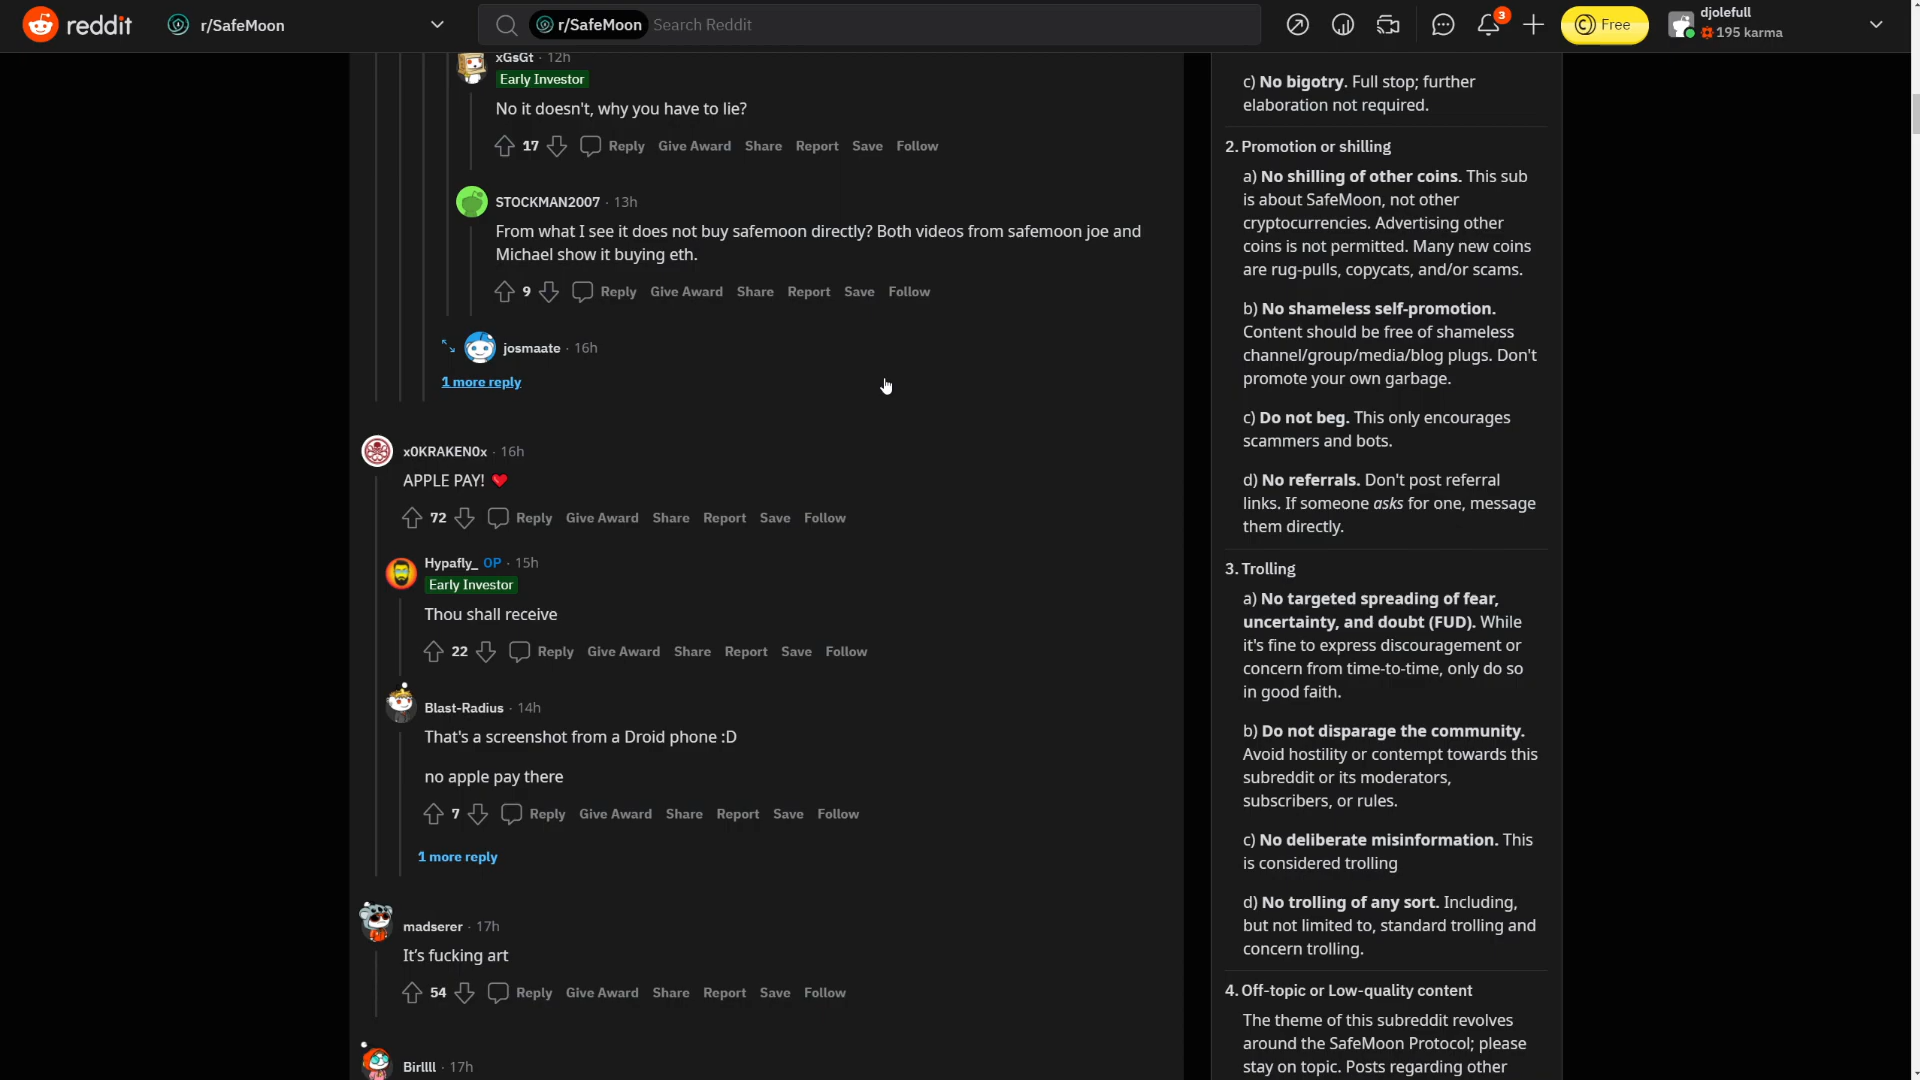 reddit
r/SafeMoon
r/SafeMoon Search Reddit
3
Free
djolefull
195 karma
xGsGt · 12h
Early Investor
No it doesn't, why you have to lie?
17 Reply Give Award Share Report Save Follow
STOCKMAN2007 · 13h
From what I see it does not buy safemoon directly? Both videos from safemoon joe and
Michael show it buying eth.
9 Reply Give Award Share Report Save Follow
josmaate · 16h
1 more reply
x0KRAKEN0x · 16h
APPLE PAY! ❤️
72 Reply Give Award Share Report Save Follow
Hypafly_ OP · 15h
Early Investor
Thou shall receive
22 Reply Give Award Share Report Save Follow
Blast-Radius · 14h
That's a screenshot from a Droid phone :D
no apple pay there
7 Reply Give Award Share Report Save Follow
1 more reply
madserer · 17h
It's fucking art
54 Reply Give Award Share Report Save Follow
· 17h
c) No bigotry. Full stop; further
elaboration not required.
2. Promotion or shilling
a) No shilling of other coins. This sub
is about SafeMoon, not other
cryptocurrencies. Advertising other
coins is not permitted. Many new coins
are rug-pulls, copycats, and/or scams.
b) No shameless self-promotion.
Content should be free of shameless
channel/group/media/blog plugs. Don't
promote your own garbage.
c) Do not beg. This only encourages
scammers and bots.
d) No referrals. Don't post referral
links. If someone asks for one, message
them directly.
3. Trolling
a) No targeted spreading of fear,
uncertainty, and doubt (FUD). While
it's fine to express discouragement or
concern from time-to-time, only do so
in good faith.
b) Do not disparage the community.
Avoid hostility or contempt towards this
subreddit or its moderators,
subscribers, or rules.
c) No deliberate misinformation. This
is considered trolling
d) No trolling of any sort. Including,
but not limited to, standard trolling and
concern trolling.
4. Off-topic or Low-quality content
The theme of this subreddit revolves
around the SafeMoon Protocol; please
stay on topic. Posts regarding other